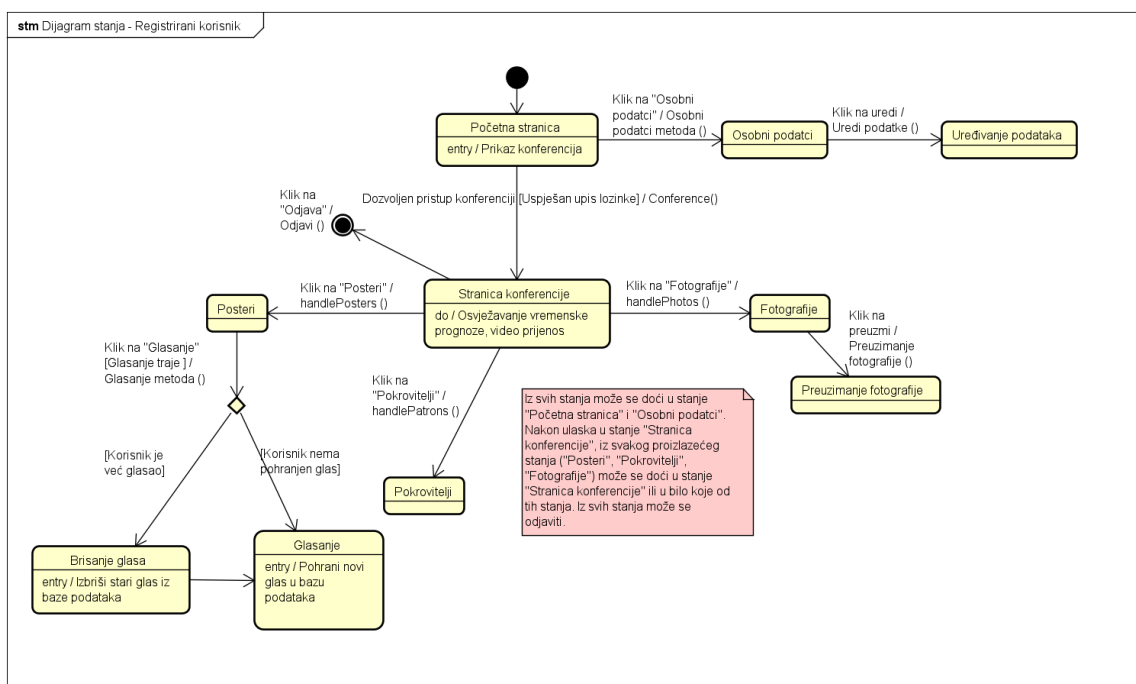 stm Dijagram stanja - Registrirani korisnik
Klik na "Osobni
podatci" / Osobni
podatci metoda ()
Klik na uredi /
Uredi podatke ()
Početna stranica
entry / Prikaz konferencija
Osobni podatci
Uređivanje podataka
Klik na
"Odjava" /
Odjavi ()
Dozvoljen pristup konferenciji [Uspješan upis lozinke] / Conference()
Klik na "Posteri" /
handlePosters ()
Stranica konferencije
do / Osvježavanje vremenske
prognoze, video prijenos
Klik na "Fotografije" /
handlePhotos ()
Posteri
Fotografije
Klik na
preuzmi /
Preuzimanje
fotografije ()
Klik na "Glasanje"
[Glasanje traje ] /
Glasanje metoda ()
Klik na
"Pokrovitelji" /
handlePatrons ()
Preuzimanje fotografije
Iz svih stanja može se doći u stanje
"Početna stranica" i "Osobni podatci".
Nakon ulaska u stanje "Stranica
konferencije", iz svakog proizlazećeg
stanja ("Posteri", "Pokrovitelji",
"Fotografije") može se doći u stanje
"Stranica konferencije" ili u bilo koje od
tih stanja. Iz svih stanja može se
odjaviti.
[Korisnik je
već glasao]
[Korisnik nema
pohranjen glas]
Pokrovitelji
Brisanje glasa
entry / Izbriši stari glas iz
baze podataka
Glasanje
entry / Pohrani novi
glas u bazu
podataka